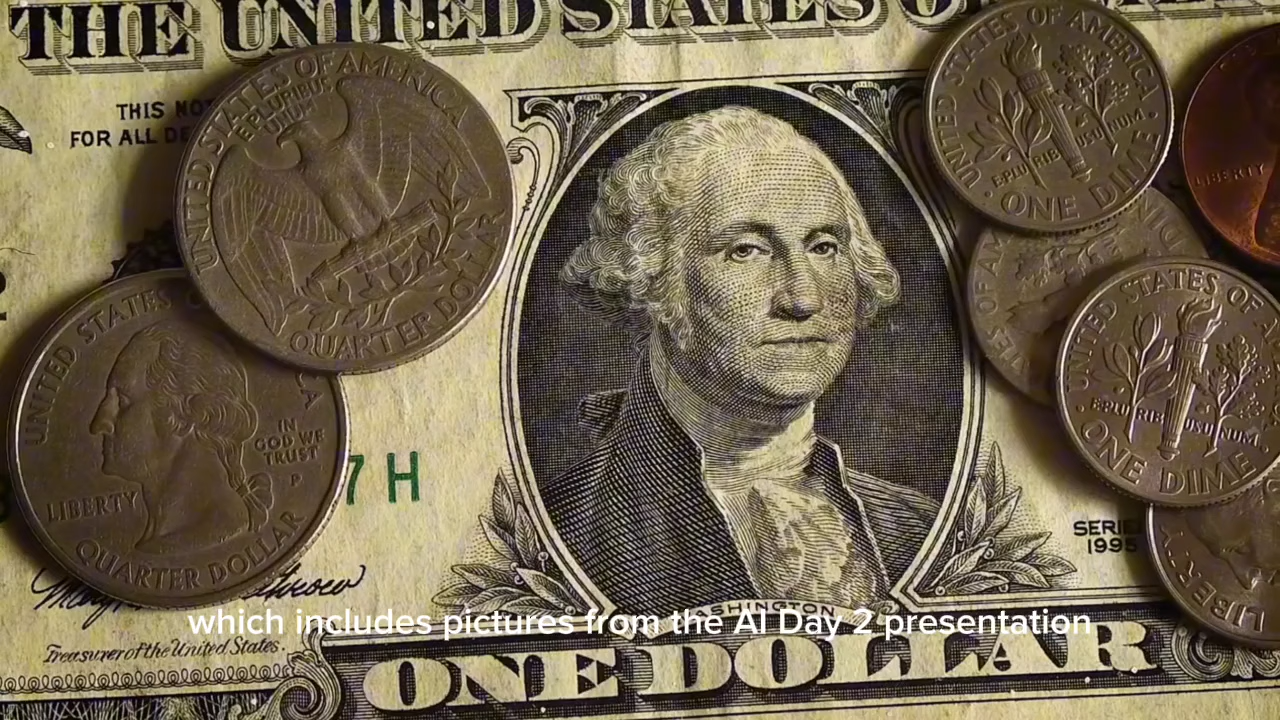 THE UNITED STATES
THIS NO
FOR ALL DE
UNITED STATES OF AMERICA
E PLURIBUS
UNUM
QUARTER DOLLAR
UNITED STATES
IN
GOD WE
TRUST
P
LIBERTY
QUARTER DOLLAR
7 H
UNITED STATES OF AMERICA
E PLURIBUS UNUM
ONE DIME
LIBERTY
UNITED STATES OF
E PLURIBUS UNUM
ONE DIME
SERIE
1995
LIBERTY
WASHINGTON
which includes pictures from the AI Day 2 presentation
Treasurer of the United States.
ONE DOLLAR